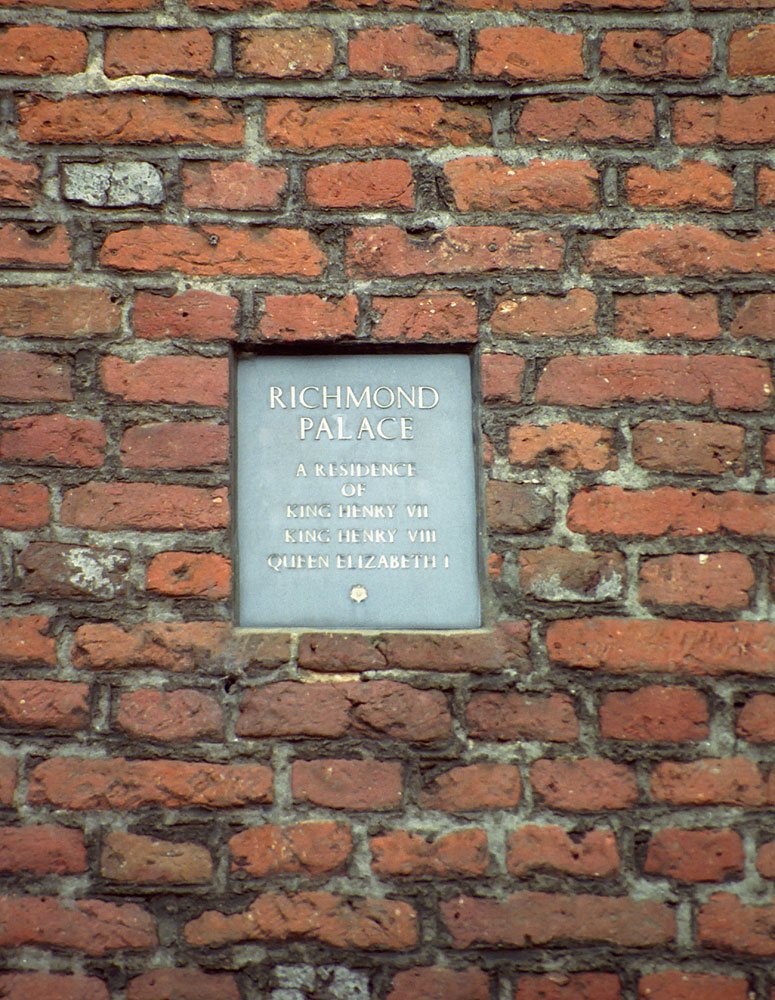 RICHMOND
PALACE
A RESIDENCE
OF
KING HENRY VII
KING HENRY VIII
QUEEN ELIZABETH I